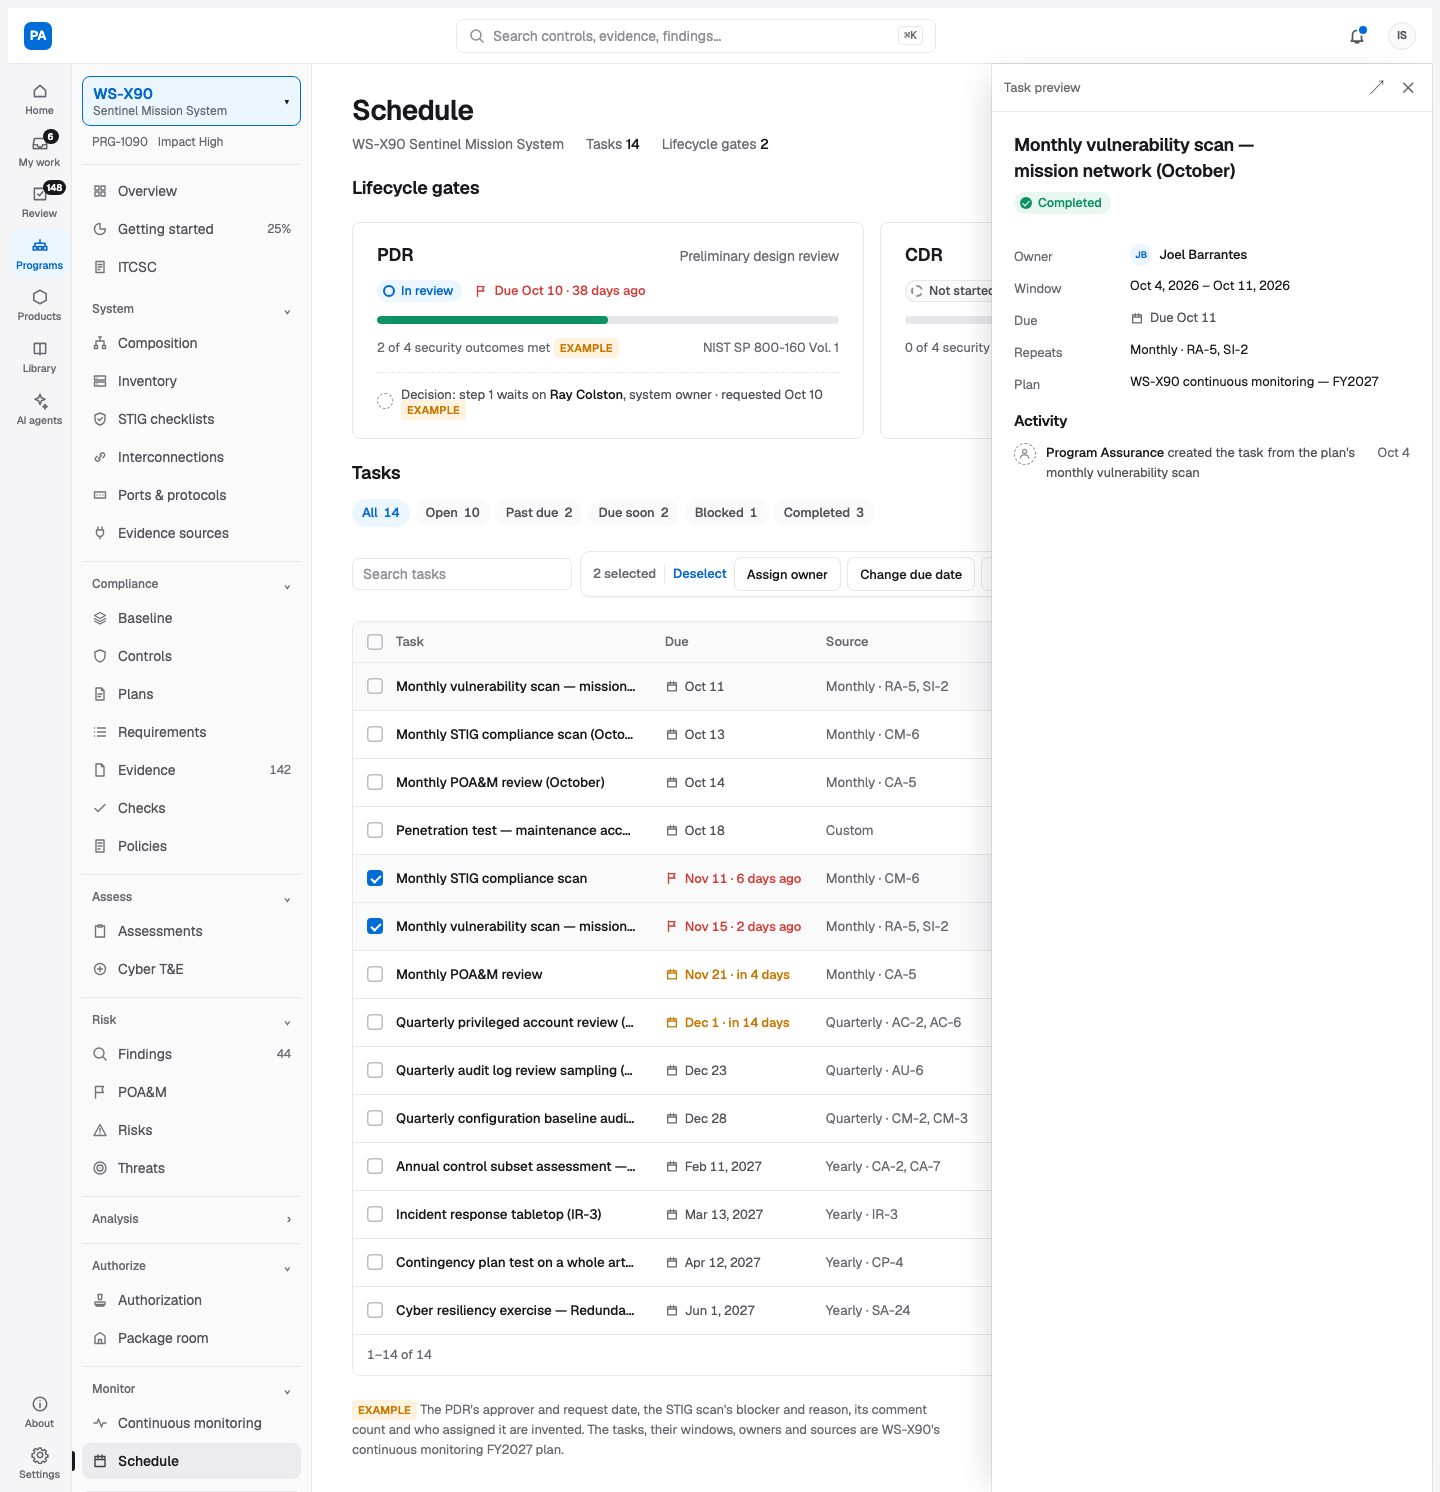 PA
Search controls, evidence, findings...
⌘K
IS
Home
6
My work
148
Review
Programs
Products
Library
AI agents
About
Settings
WS-X90
Sentinel Mission System
PRG-1090 Impact High
Overview
Getting started 25%
ITCSC
System
Composition
Inventory
STIG checklists
Interconnections
Ports & protocols
Evidence sources
Compliance
Baseline
Controls
Plans
Requirements
Evidence 142
Checks
Policies
Assess
Assessments
Cyber T&E
Risk
Findings 44
POA&M
Risks
Threats
Analysis
Authorize
Authorization
Package room
Monitor
Continuous monitoring
Schedule
Schedule
WS-X90 Sentinel Mission System Tasks 14 Lifecycle gates 2
Lifecycle gates
PDR Preliminary design review
In review Due Oct 10 · 38 days ago
2 of 4 security outcomes met EXAMPLE NIST SP 800-160 Vol. 1
Decision: step 1 waits on Ray Colston, system owner · requested Oct 10
EXAMPLE
CDR
Not started
0 of 4 security
Tasks
All 14 Open 10 Past due 2 Due soon 2 Blocked 1 Completed 3
Search tasks
2 selected Deselect Assign owner Change due date
Task Due Source
Monthly vulnerability scan — mission... Oct 11 Monthly · RA-5, SI-2
Monthly STIG compliance scan (Octo... Oct 13 Monthly · CM-6
Monthly POA&M review (October) Oct 14 Monthly · CA-5
Penetration test — maintenance acc... Oct 18 Custom
Monthly STIG compliance scan Nov 11 · 6 days ago Monthly · CM-6
Monthly vulnerability scan — mission... Nov 15 · 2 days ago Monthly · RA-5, SI-2
Monthly POA&M review Nov 21 · in 4 days Monthly · CA-5
Quarterly privileged account review (... Dec 1 · in 14 days Quarterly · AC-2, AC-6
Quarterly audit log review sampling (... Dec 23 Quarterly · AU-6
Quarterly configuration baseline audi... Dec 28 Quarterly · CM-2, CM-3
Annual control subset assessment —... Feb 11, 2027 Yearly · CA-2, CA-7
Incident response tabletop (IR-3) Mar 13, 2027 Yearly · IR-3
Contingency plan test on a whole art... Apr 12, 2027 Yearly · CP-4
Cyber resiliency exercise — Redunda... Jun 1, 2027 Yearly · SA-24
1–14 of 14
EXAMPLE The PDR's approver and request date, the STIG scan's blocker and reason, its comment
count and who assigned it are invented. The tasks, their windows, owners and sources are WS-X90's
continuous monitoring FY2027 plan.
Task preview
Monthly vulnerability scan —
mission network (October)
Completed
Owner JB Joel Barrantes
Window Oct 4, 2026 – Oct 11, 2026
Due Due Oct 11
Repeats Monthly · RA-5, SI-2
Plan WS-X90 continuous monitoring — FY2027
Activity
Program Assurance created the task from the plan's Oct 4
monthly vulnerability scan